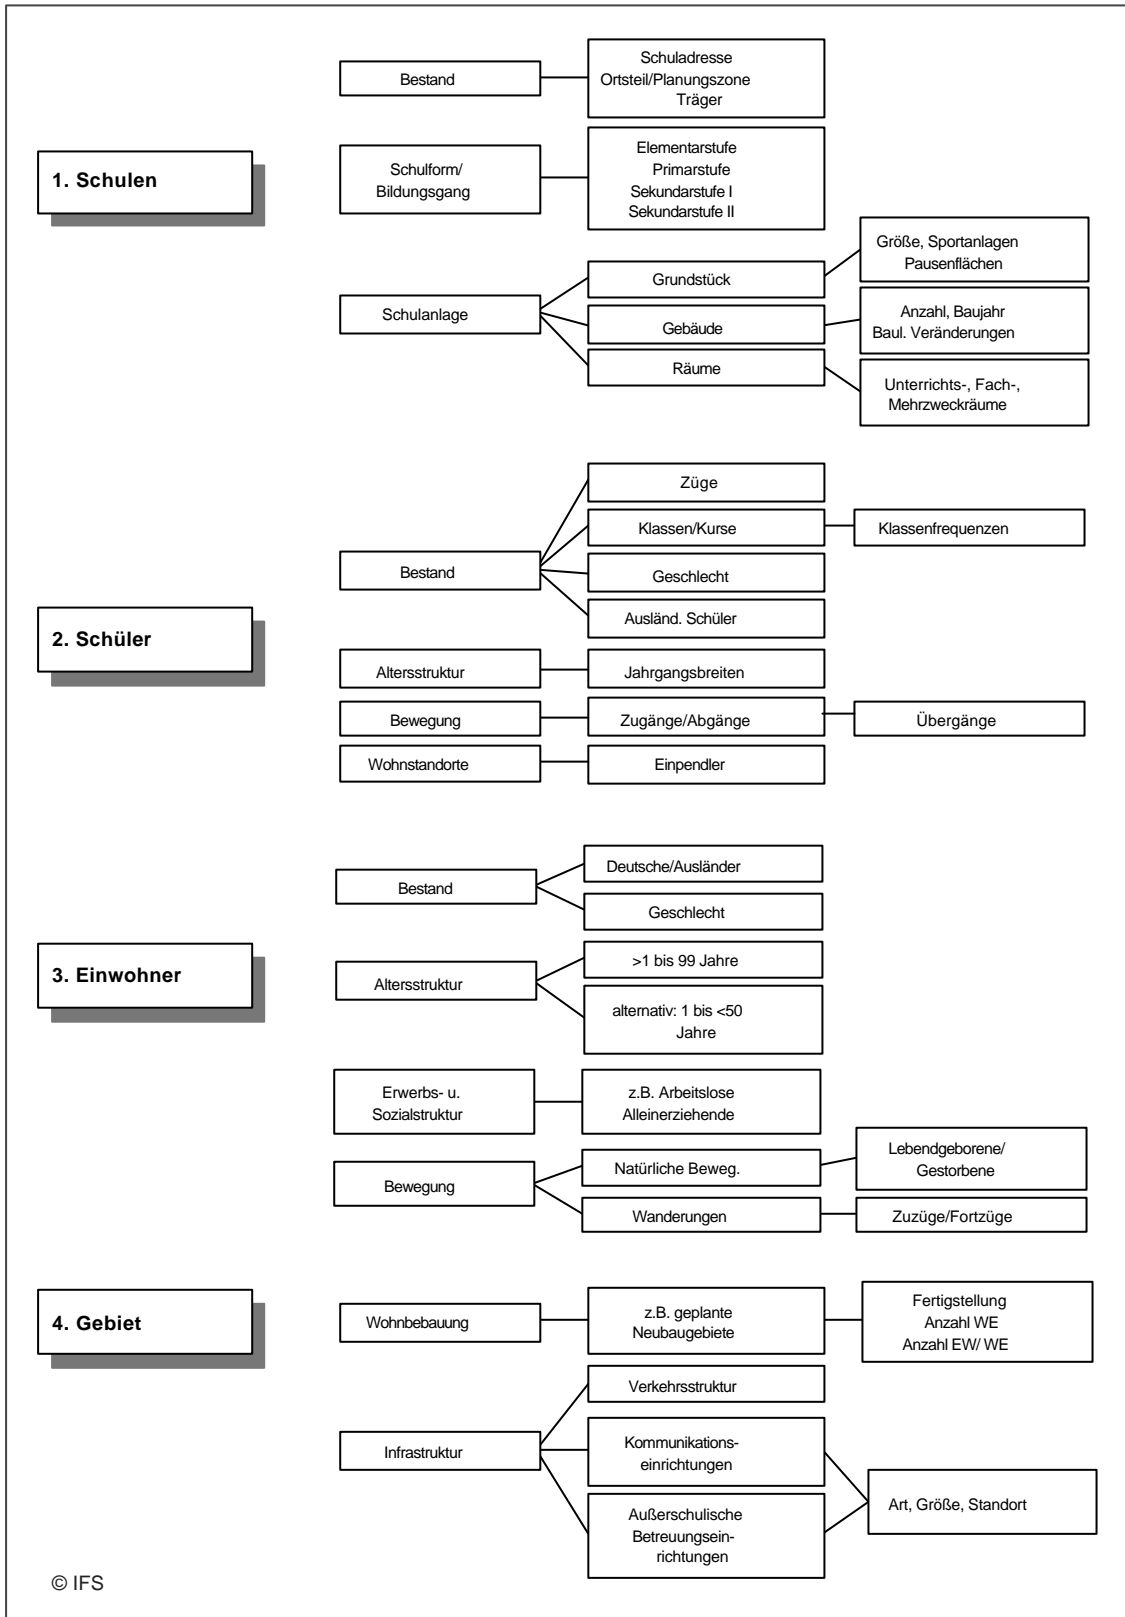 1. Schulen
Bestand
Schuladresse
Ortsteil/Planungszone
Träger
Schulform/
Bildungsgang
Elementarstufe
Primarstufe
Sekundarstufe I
Sekundarstufe II
Schulanlage
Grundstück
Größe, Sportanlagen
Pausenflächen
Gebäude
Anzahl, Baujahr
Baul. Veränderungen
Räume
Unterrichts-, Fach-,
Mehrzweckräume
2. Schüler
Bestand
Züge
Klassen/Kurse
Klassenfrequenzen
Geschlecht
Ausländ. Schüler
Altersstruktur
Jahrgangsbreiten
Bewegung
Zugänge/Abgänge
Übergänge
Wohnstandorte
Einpendler
3. Einwohner
Bestand
Deutsche/Ausländer
Geschlecht
Altersstruktur
>1 bis 99 Jahre
alternativ: 1 bis <50
Jahre
Erwerbs- u.
Sozialstruktur
z.B. Arbeitslose
Alleinerziehende
Bewegung
Natürliche Beweg.
Lebendgeborene/
Gestorbene
Wanderungen
Zuzüge/Fortzüge
4. Gebiet
Wohnbebauung
z.B. geplante
Neubaugebiete
Fertigstellung
Anzahl WE
Anzahl EW/ WE
Infrastruktur
Verkehrsstruktur
Kommunikations-
einrichtungen
Außerschulische
Betreuungsein-
richtungen
Art, Größe, Standort
© IFS